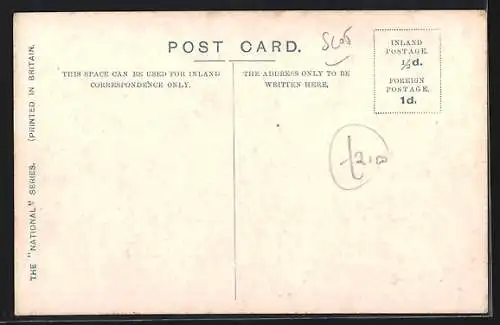 POST CARD.
THIS SPACE CAN BE USED FOR INLAND
CORRESPONDENCE ONLY.
THE ADDRESS ONLY TO BE
WRITTEN HERE,
INLAND
POSTAGE.
½d.
FOREIGN
POSTAGE.
1d.
THE "NATIONAL" SERIES. (PRINTED IN BRITAIN.